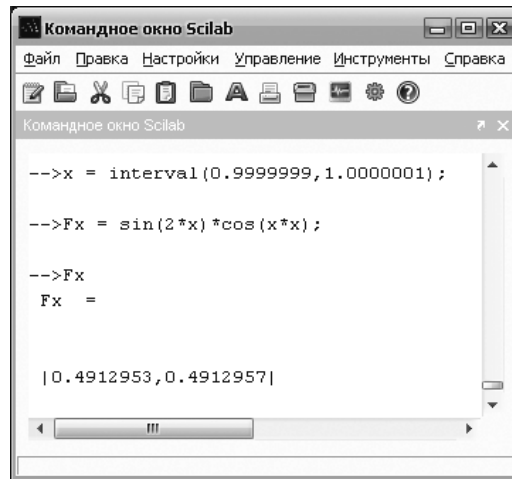 Командное окно Scilab
Файл Правка Настройки Управление Инструменты Справка
Командное окно Scilab
-->x = interval(0.9999999,1.0000001);
-->Fx = sin(2*x)*cos(x*x);
-->Fx
Fx =
|0.4912953,0.4912957|